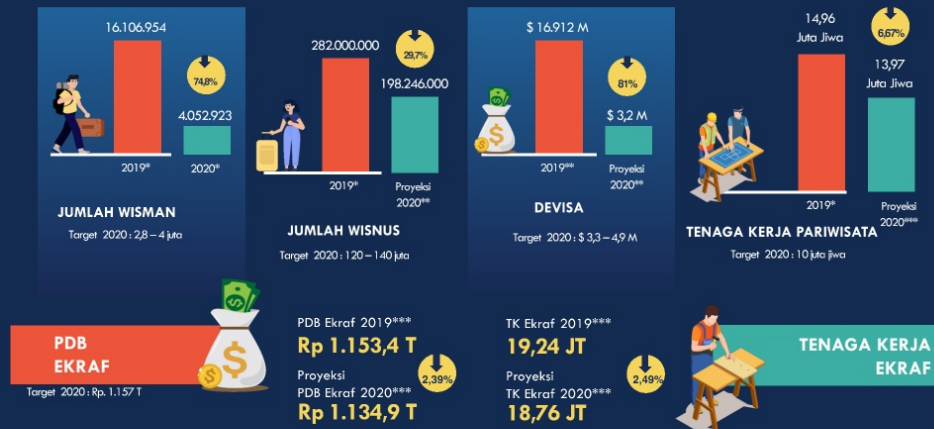 16.106.954
74,8%
4.052.923
2019*
2020*
JUMLAH WISMAN
Target 2020 : 2,8 – 4 juta
282.000.000
29,7%
198.246.000
2019*
Proyeksi
2020**
JUMLAH WISNUS
Target 2020 : 120 – 140 juta
$ 16.912 M
81%
$ 3,2 M
2019**
Proyeksi
2020**
DEVISA
Target 2020 : $ 3,3 – 4,9 M
14,96
Juta Jiwa
6,67%
13,97
Juta Jiwa
2019*
Proyeksi
2020***
TENAGA KERJA PARIWISATA
Target 2020 : 10 juta jiwa
PDB
EKRAF
Target 2020 : Rp. 1.157 T
PDB Ekraf 2019***
Rp 1.153,4 T
Proyeksi
PDB Ekraf 2020***
Rp 1.134,9 T
2,39%
TK Ekraf 2019***
19,24 JT
Proyeksi
TK Ekraf 2020***
18,76 JT
2,49%
TENAGA KERJA
EKRAF